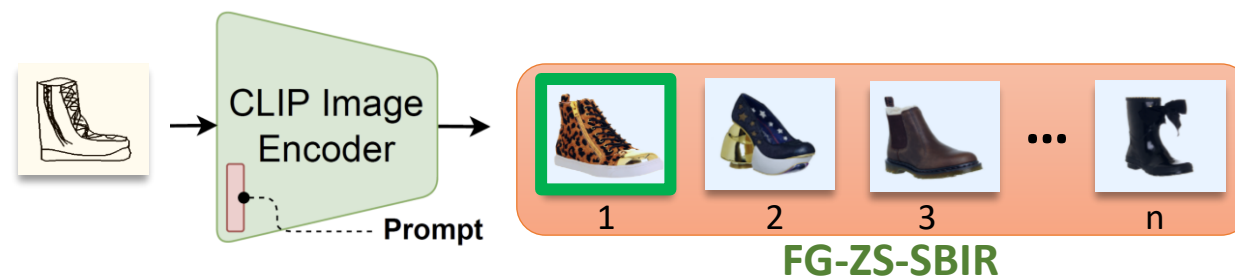 CLIP Image
Encoder
Prompt
...
1
2
3
n
FG-ZS-SBIR